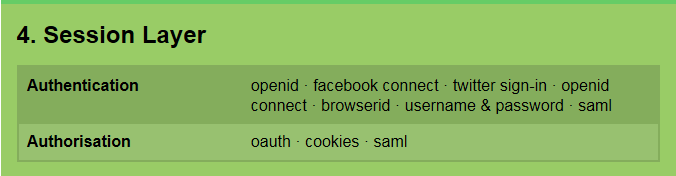 4. Session Layer
Authentication openid · facebook connect · twitter sign-in · openid
connect · browserid · username & password · saml
Authorisation oauth · cookies · saml